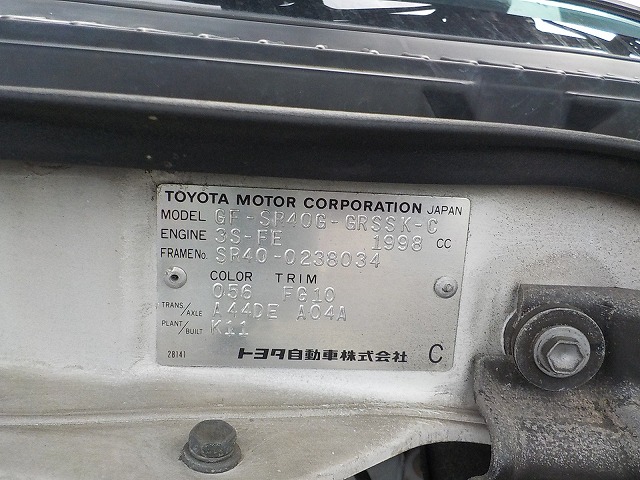 TOYOTA MOTOR CORPORATION JAPAN
MODEL GF-SR40G-GRSSK-C
ENGINE 3S-FE 1998 CC
FRAME No. SR40-0238034
COLOR TRIM
056 FG10
TRANS/AXLE A44DE A04A
PLANT/BUILT K11
28141 トヨタ自動車株式会社 C